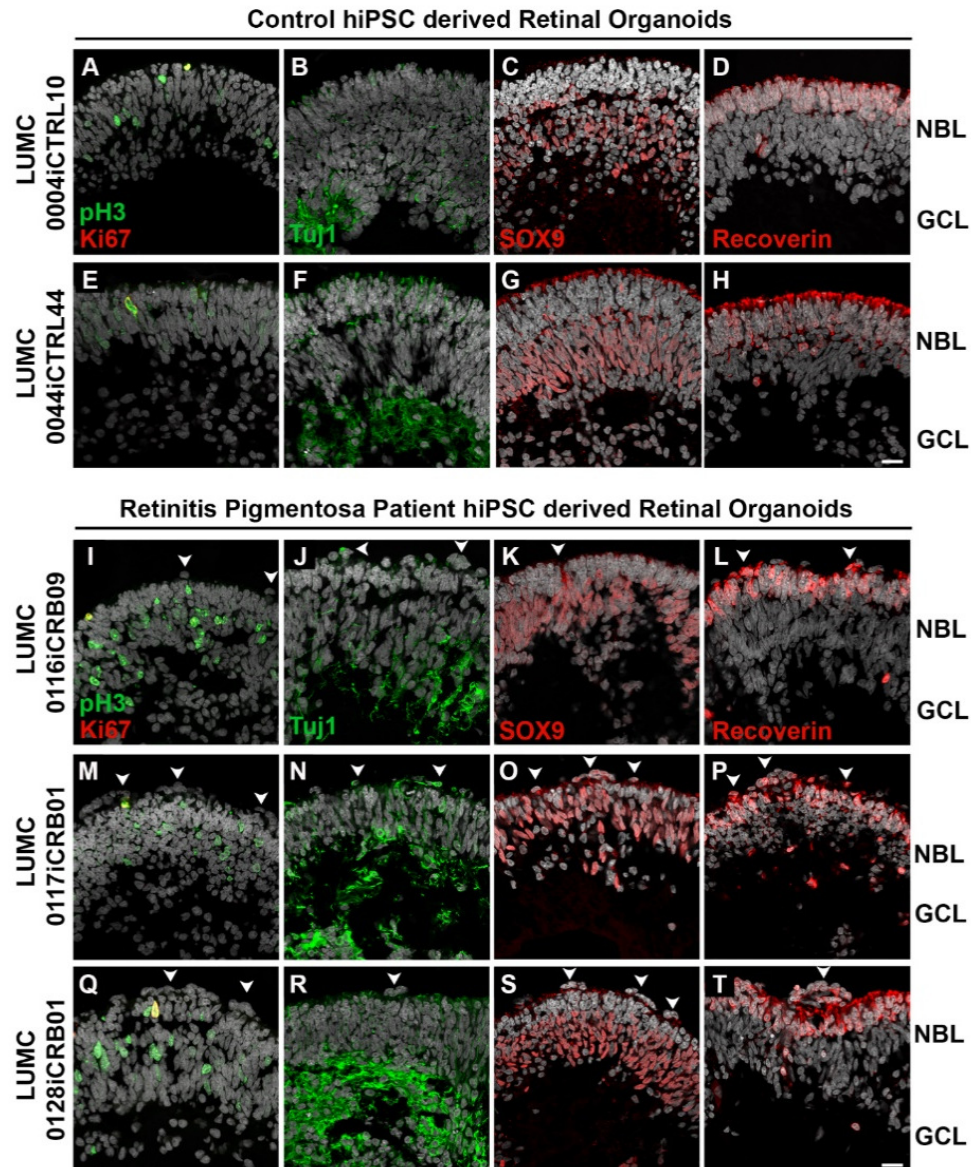 Control hiPSC derived Retinal Organoids
LUMC
0004iCTRL10
A
pH3
Ki67
B
Tuj1
C
SOX9
D
Recoverin
NBL
GCL
LUMC
0044iCTRL44
E
F
G
H
NBL
GCL
Retinitis Pigmentosa Patient hiPSC derived Retinal Organoids
LUMC
0116iCRB09
I
pH3
Ki67
J
Tuj1
K
SOX9
L
Recoverin
NBL
GCL
LUMC
0117iCRB01
M
N
O
P
NBL
GCL
LUMC
0128iCRB01
Q
R
S
T
NBL
GCL